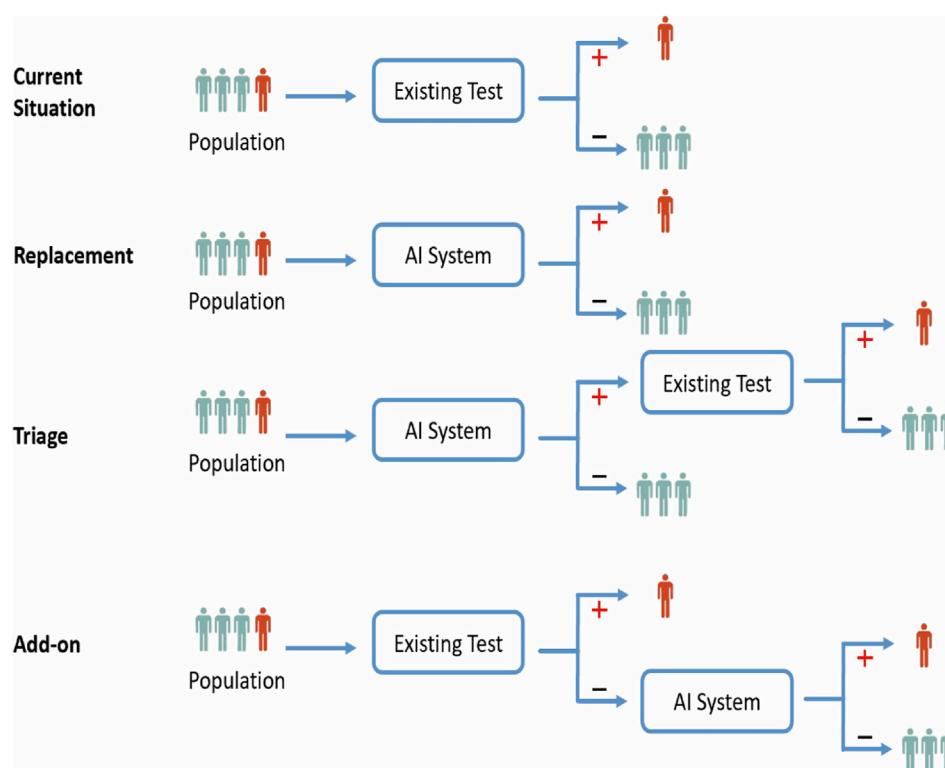 Current
Situation
Population
Existing Test
+
−
Replacement
Population
AI System
+
−
Triage
Population
AI System
+
−
Existing Test
+
−
Add-on
Population
Existing Test
+
−
AI System
+
−